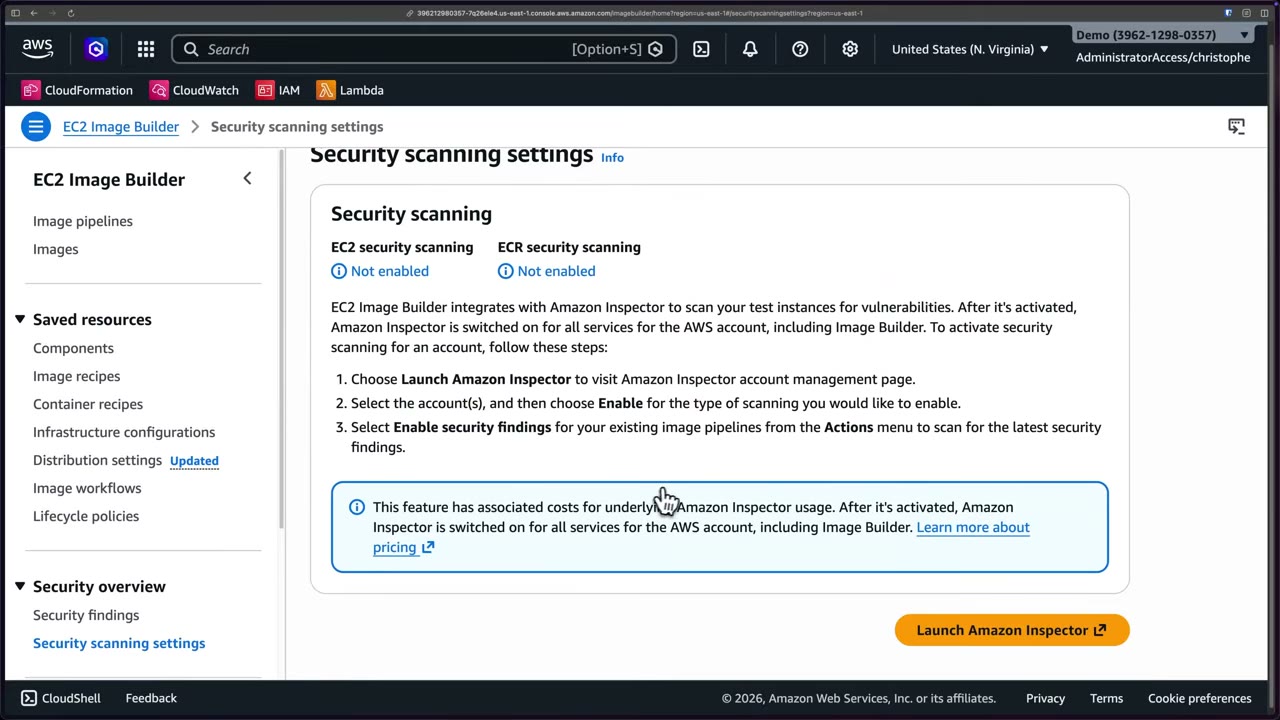 396212980357-7q26ele4.us-east-1.console.aws.amazon.com/imagebuilder/home?region=us-east-1#/securityscanningsettings?region=us-east-1
aws
Search
[Option+S]
United States (N. Virginia)
Demo (3962-1298-0357)
AdministratorAccess/christophe
CloudFormation
CloudWatch
IAM
Lambda
EC2 Image Builder
Security scanning settings
EC2 Image Builder
Image pipelines
Images
Saved resources
Components
Image recipes
Container recipes
Infrastructure configurations
Distribution settings Updated
Image workflows
Lifecycle policies
Security overview
Security findings
Security scanning settings
Security scanning settings Info
Security scanning
EC2 security scanning
Not enabled
ECR security scanning
Not enabled
EC2 Image Builder integrates with Amazon Inspector to scan your test instances for vulnerabilities. After it's activated,
Amazon Inspector is switched on for all services for the AWS account, including Image Builder. To activate security
scanning for an account, follow these steps:
1. Choose Launch Amazon Inspector to visit Amazon Inspector account management page.
2. Select the account(s), and then choose Enable for the type of scanning you would like to enable.
3. Select Enable security findings for your existing image pipelines from the Actions menu to scan for the latest security
findings.
This feature has associated costs for underlying Amazon Inspector usage. After it's activated, Amazon
Inspector is switched on for all services for the AWS account, including Image Builder. Learn more about
pricing
Launch Amazon Inspector
CloudShell
Feedback
© 2026, Amazon Web Services, Inc. or its affiliates.
Privacy
Terms
Cookie preferences